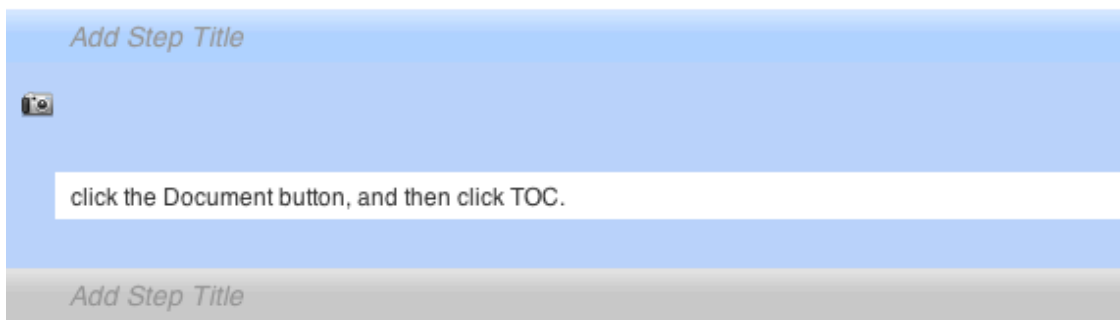 Add Step Title
click the Document button, and then click TOC.
Add Step Title